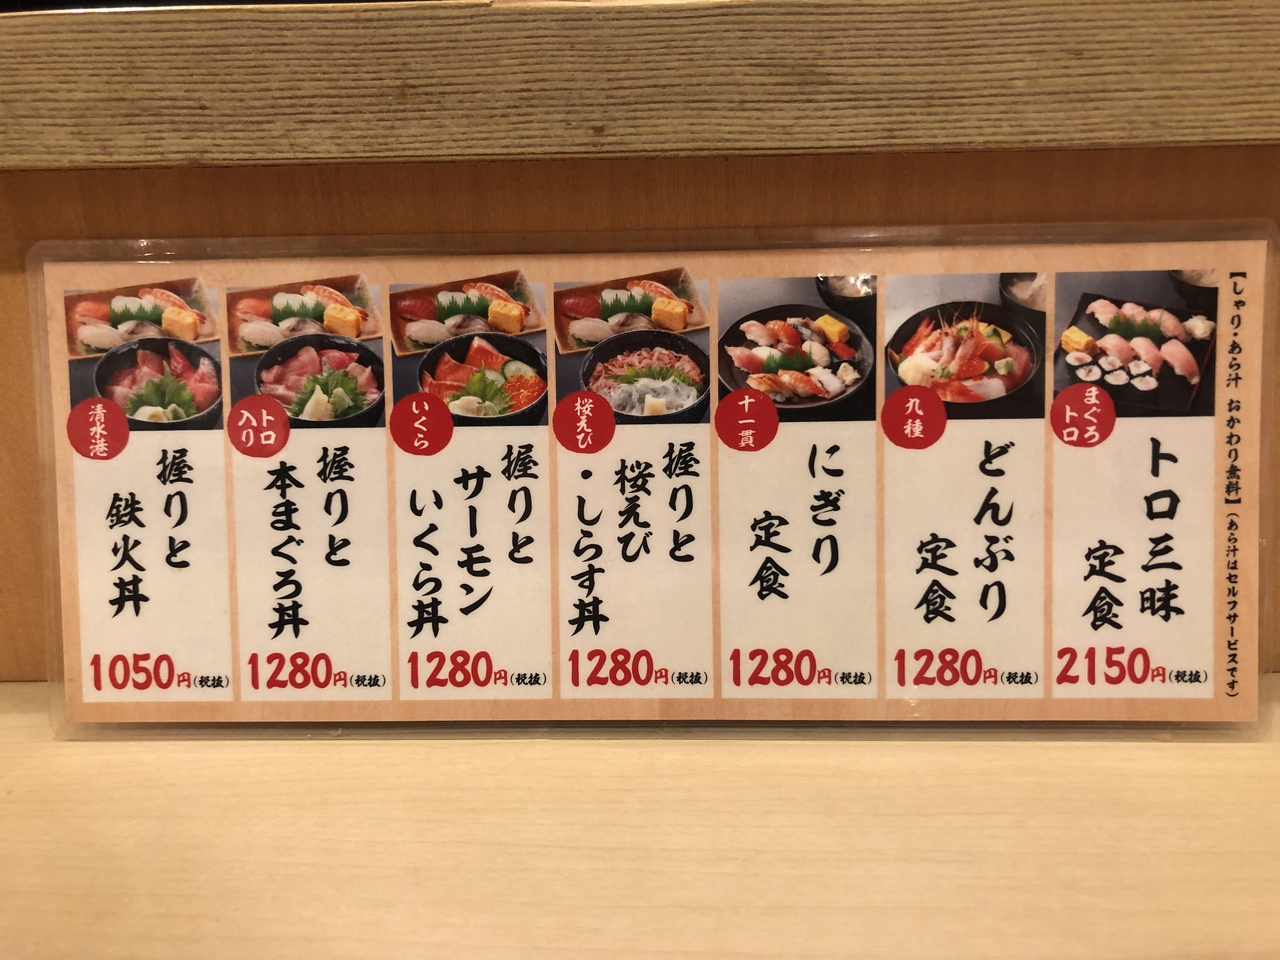 【しゃり・あら汁 おかわり無料】(あら汁はセルフサービスです)
まぐろ
トロ
トロ三昧
定食
2150円(税抜)
九種
どんぶり
定食
1280円(税抜)
十一貫
にぎり
定食
1280円(税抜)
桜えび
握りと
桜えび
・しらす丼
1280円(税抜)
いくら
握りと
サーモン
いくら丼
1280円(税抜)
トロ
入り
握りと
本まぐろ丼
1280円(税抜)
清水港
握りと
鉄火丼
1050円(税抜)